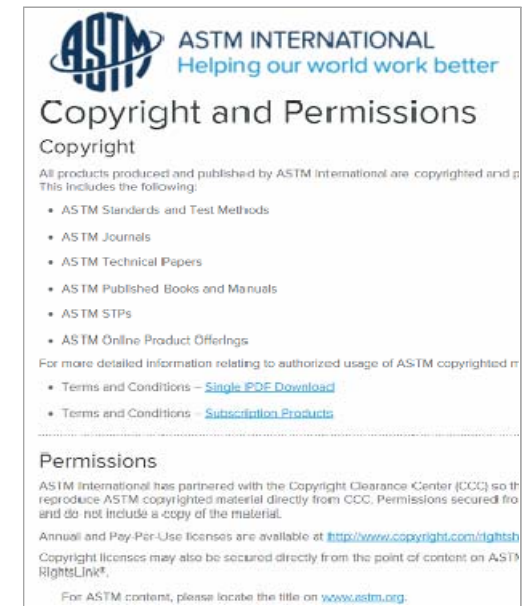 ASTM
ASTM INTERNATIONAL
Helping our world work better
Copyright and Permissions
Copyright
All products produced and published by ASTM International are copyrighted and p
This includes the following:
• ASTM Standards and Test Methods
• ASTM Journals
• ASTM Technical Papers
• ASTM Published Books and Manuals
• ASTM STPs
• ASTM Online Product Offerings
For more detailed information relating to authorized usage of ASTM copyrighted m
• Terms and Conditions – Single PDF Download
• Terms and Conditions – Subscription Products
Permissions
ASTM International has partnered with the Copyright Clearance Center (CCC) so th
reproduce ASTM copyrighted material directly from CCC. Permissions secured fro
and do not include a copy of the material.
Annual and Pay-Per-Use licenses are available at http://www.copyright.com/rightsh
Copyright licenses may also be secured directly from the point of content on ASTM
RightsLink®.
For ASTM content, please locate the title on www.astm.org.